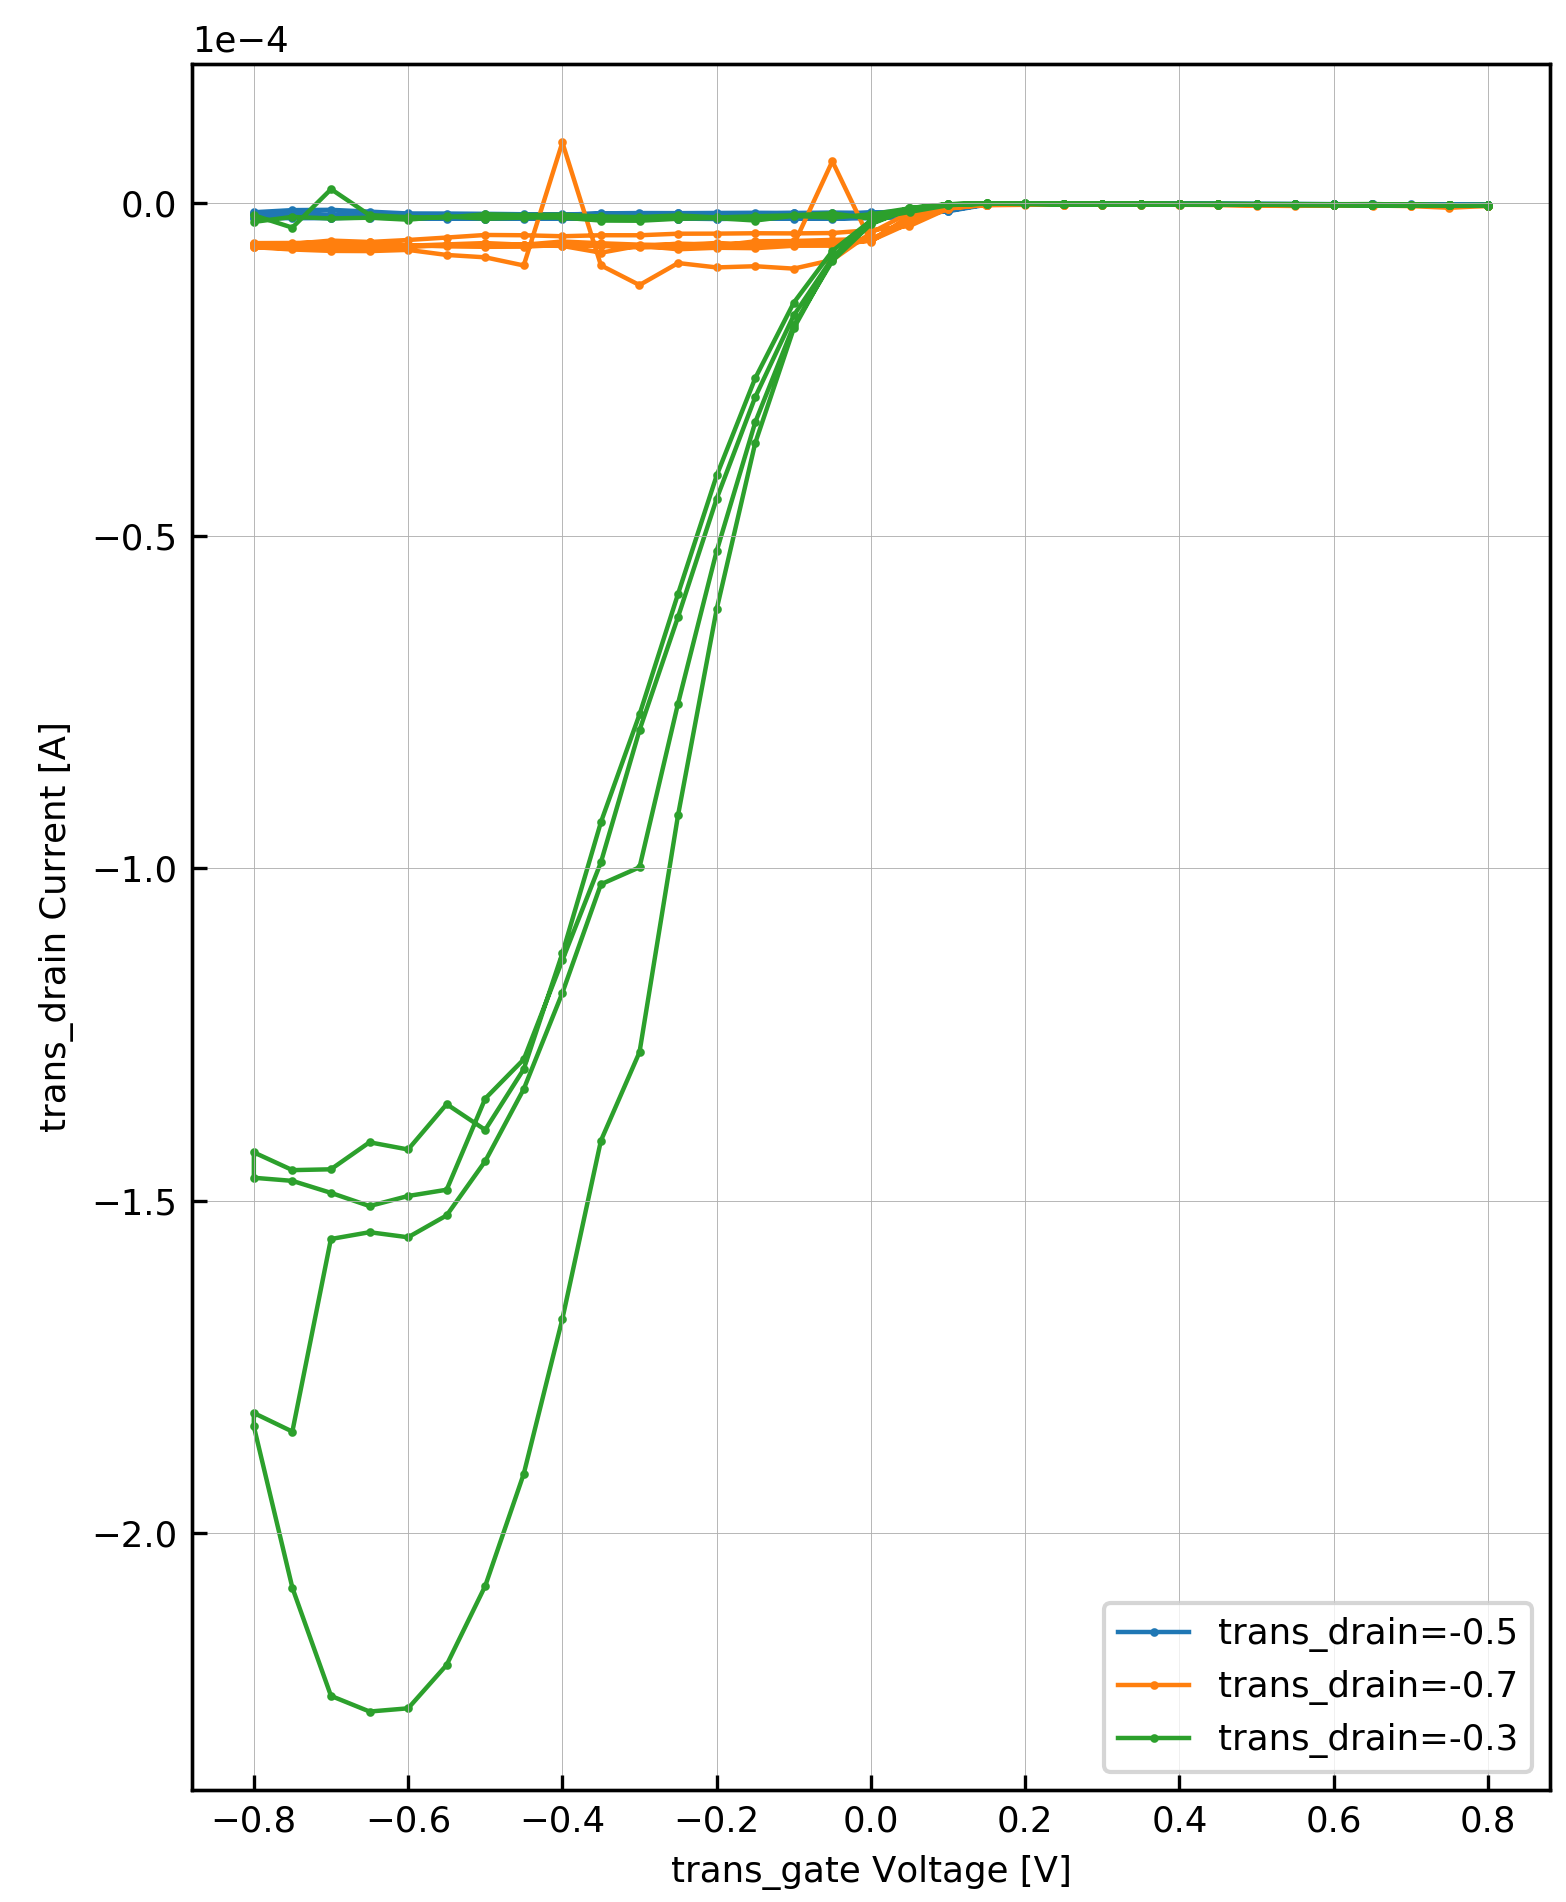 1e−4
0.0
−0.5
−1.0
−1.5
−2.0
trans_drain Current [A]
trans_drain=-0.5
trans_drain=-0.7
trans_drain=-0.3
−0.8 −0.6 −0.4 −0.2 0.0 0.2 0.4 0.6 0.8
trans_gate Voltage [V]